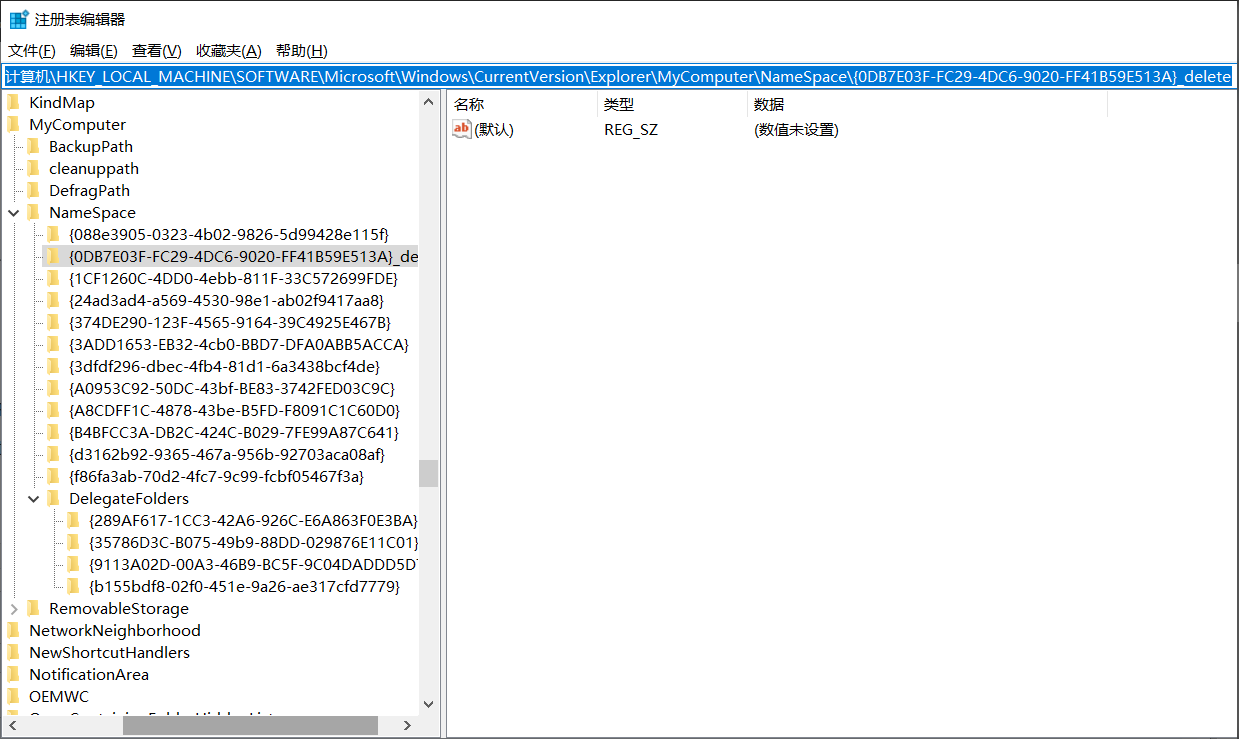 注册表编辑器
文件(F) 编辑(E) 查看(V) 收藏夹(A) 帮助(H)
计算机\HKEY_LOCAL_MACHINE\SOFTWARE\Microsoft\Windows\CurrentVersion\Explorer\MyComputer\NameSpace\{0DB7E03F-FC29-4DC6-9020-FF41B59E513A}_delete
KindMap
MyComputer
BackupPath
cleanuppath
DefragPath
NameSpace
{088e3905-0323-4b02-9826-5d99428e115f}
{0DB7E03F-FC29-4DC6-9020-FF41B59E513A}_de
{1CF1260C-4DD0-4ebb-811F-33C572699FDE}
{24ad3ad4-a569-4530-98e1-ab02f9417aa8}
{374DE290-123F-4565-9164-39C4925E467B}
{3ADD1653-EB32-4cb0-BBD7-DFA0ABB5ACCA}
{3dfdf296-dbec-4fb4-81d1-6a3438bcf4de}
{A0953C92-50DC-43bf-BE83-3742FED03C9C}
{A8CDFF1C-4878-43be-B5FD-F8091C1C60D0}
{B4BFCC3A-DB2C-424C-B029-7FE99A87C641}
{d3162b92-9365-467a-956b-92703aca08af}
{f86fa3ab-70d2-4fc7-9c99-fcbf05467f3a}
DelegateFolders
{289AF617-1CC3-42A6-926C-E6A863F0E3BA}
{35786D3C-B075-49b9-88DD-029876E11C01}
{9113A02D-00A3-46B9-BC5F-9C04DADDD5D
{b155bdf8-02f0-451e-9a26-ae317cfd7779}
RemovableStorage
NetworkNeighborhood
NewShortcutHandlers
NotificationArea
OEMWC
名称 类型 数据
ab (默认) REG_SZ (数值未设置)